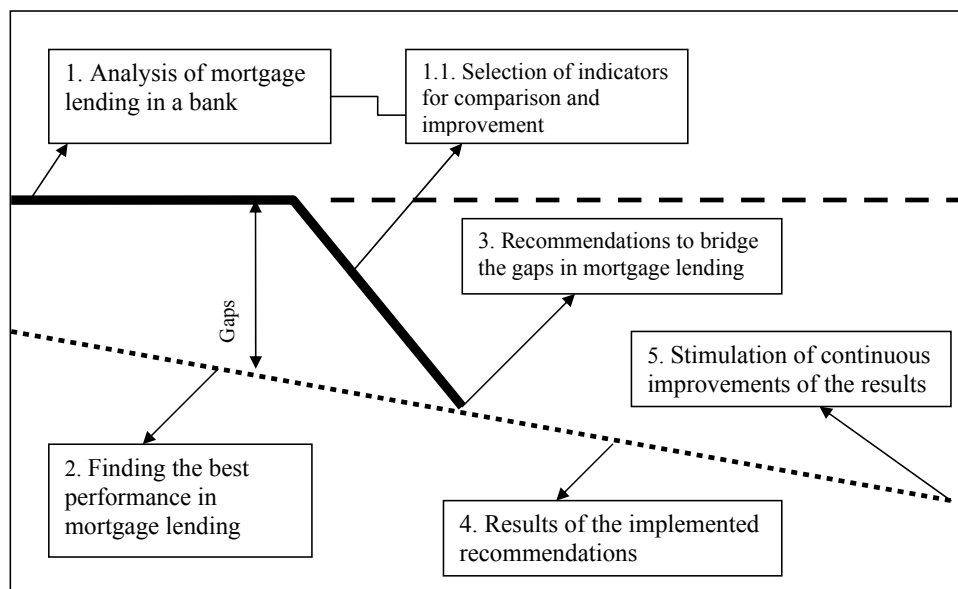 1. Analysis of mortgage
lending in a bank
1.1. Selection of indicators
for comparison and
improvement
3. Recommendations to bridge
the gaps in mortgage lending
Gaps
5. Stimulation of continuous
improvements of the results
2. Finding the best
performance in
mortgage lending
4. Results of the implemented
recommendations